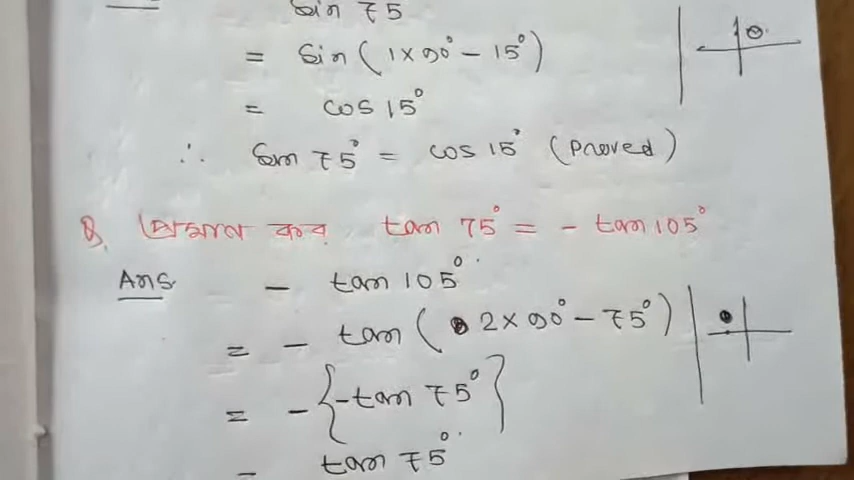 Sin 75
= Sin (1×90° - 15°)
= cos 15°
∴ Sin 75° = cos 15° (Proved)
Q. প্রমাণ কর tan 75° = - tan 105°
Ans. - tan 105°
= - tan (2×90° - 75°)
= - {-tan 75°}
= tan 75°